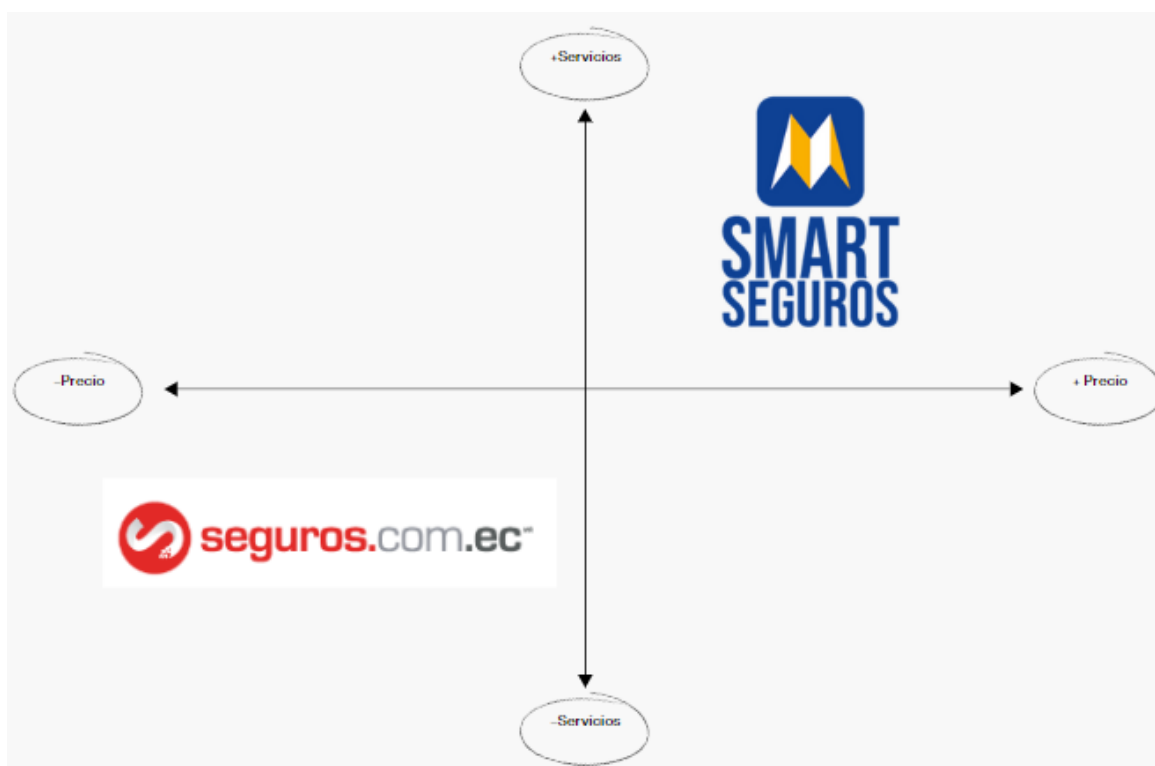 +Servicios
SMART
SEGUROS
–Precio
+ Precio
seguros.com.ec
–Servicios